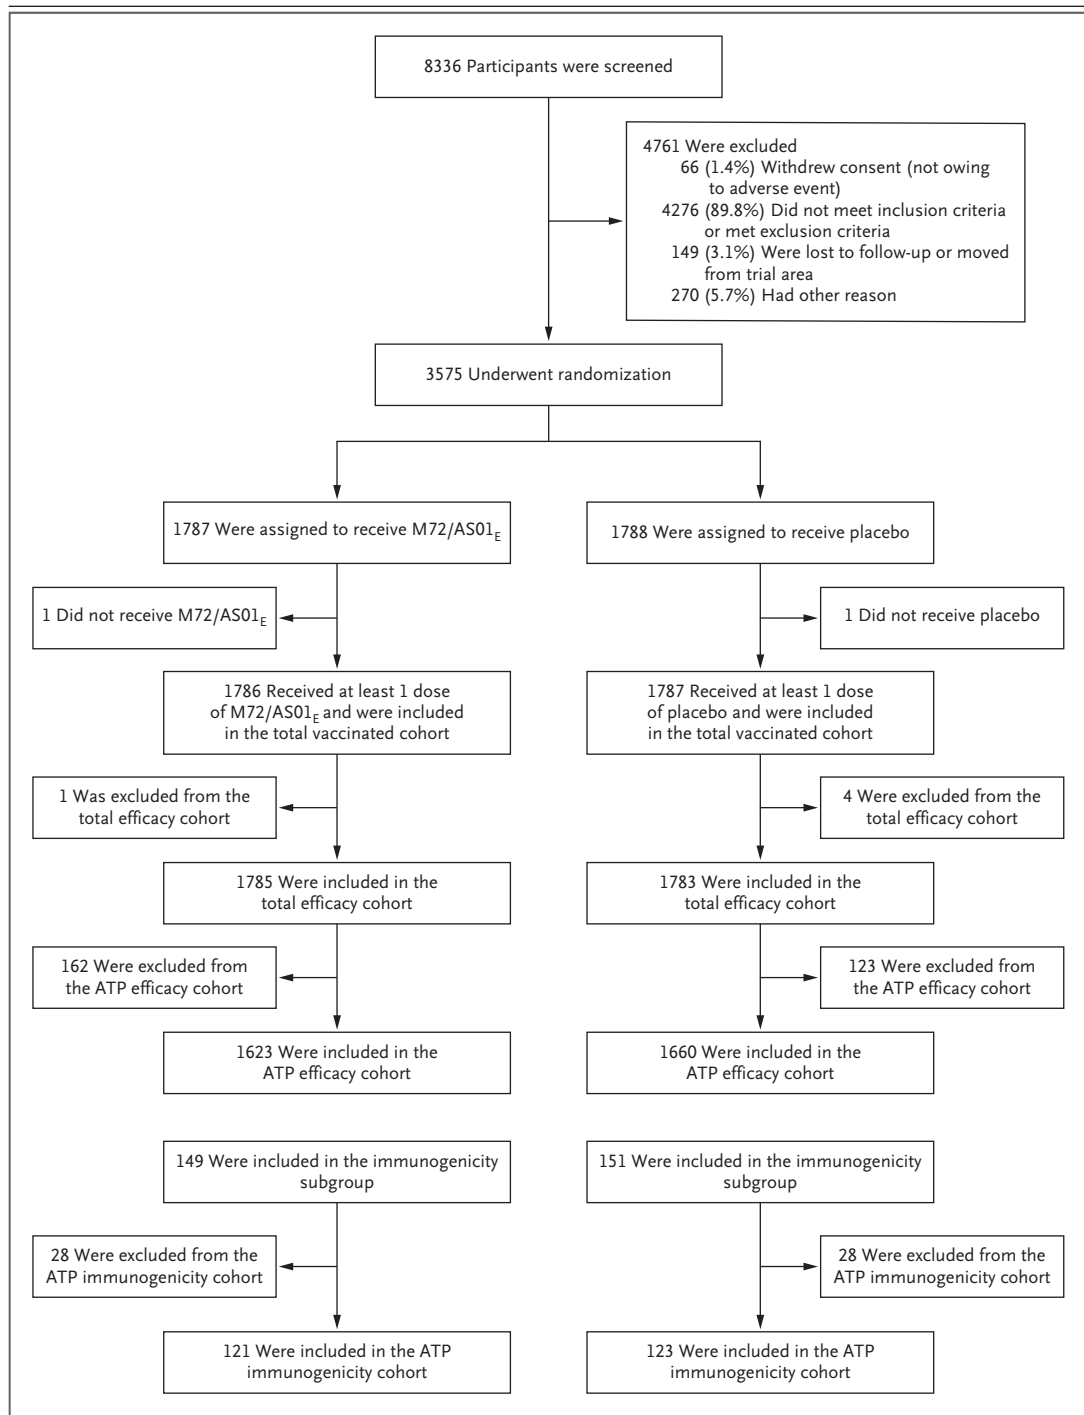 8336 Participants were screened
4761 Were excluded
66 (1.4%) Withdrew consent (not owing
to adverse event)
4276 (89.8%) Did not meet inclusion criteria
or met exclusion criteria
149 (3.1%) Were lost to follow-up or moved
from trial area
270 (5.7%) Had other reason
3575 Underwent randomization
1787 Were assigned to receive M72/AS01E
1788 Were assigned to receive placebo
1 Did not receive M72/AS01E
1 Did not receive placebo
1786 Received at least 1 dose
of M72/AS01E and were included
in the total vaccinated cohort
1787 Received at least 1 dose
of placebo and were included
in the total vaccinated cohort
1 Was excluded from the
total efficacy cohort
4 Were excluded from the
total efficacy cohort
1785 Were included in the
total efficacy cohort
1783 Were included in the
total efficacy cohort
162 Were excluded from
the ATP efficacy cohort
123 Were excluded from
the ATP efficacy cohort
1623 Were included in the
ATP efficacy cohort
1660 Were included in the
ATP efficacy cohort
149 Were included in the immunogenicity
subgroup
151 Were included in the immunogenicity
subgroup
28 Were excluded from the
ATP immunogenicity cohort
28 Were excluded from the
ATP immunogenicity cohort
121 Were included in the ATP
immunogenicity cohort
123 Were included in the ATP
immunogenicity cohort